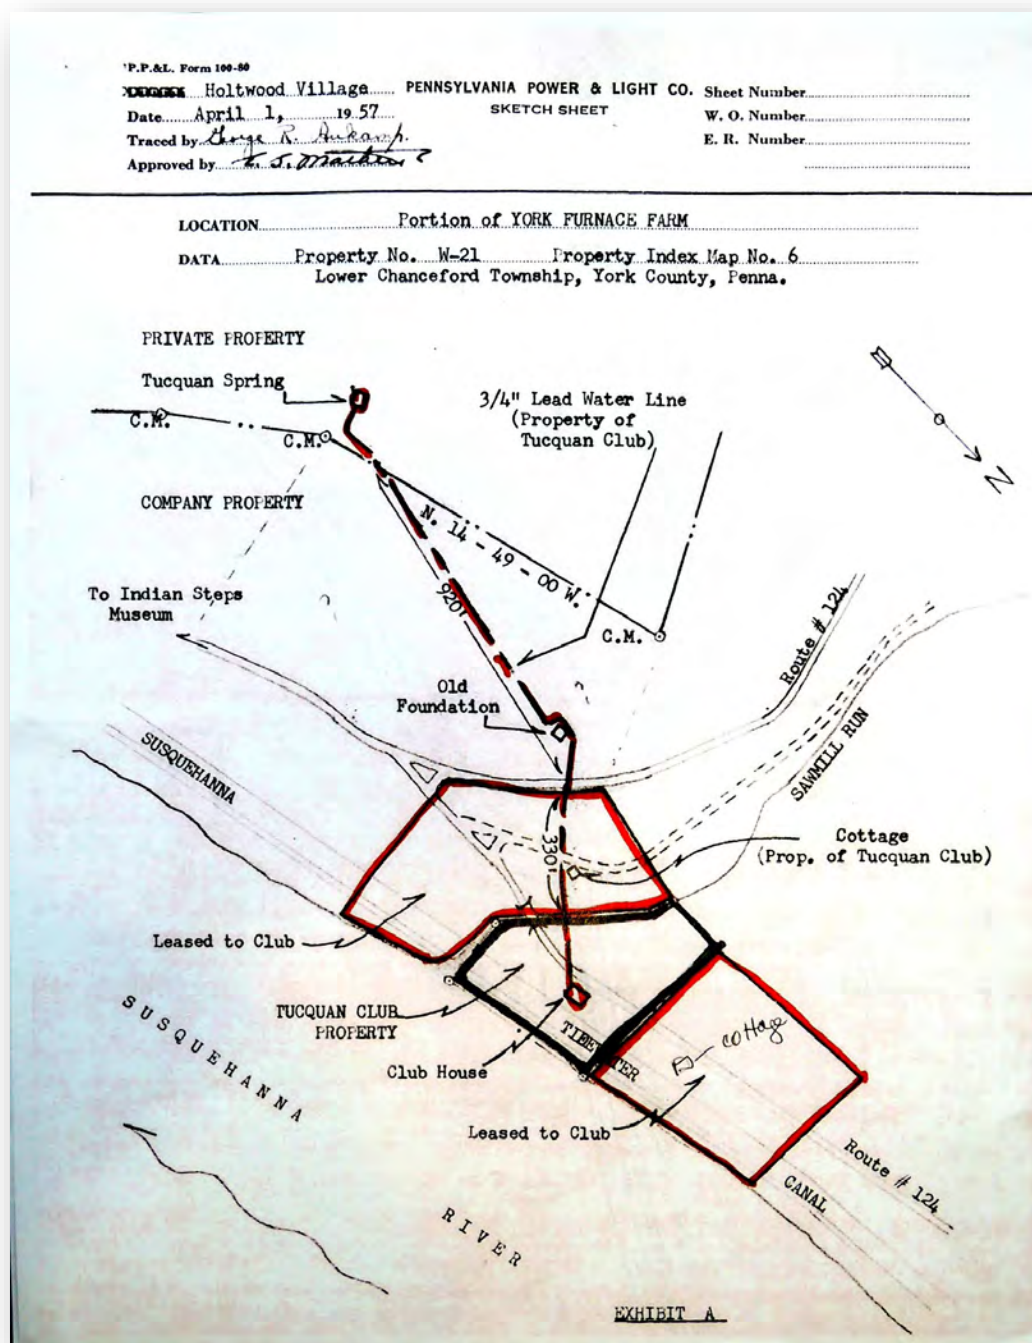 P.P.&L. Form 100-80
Holtwood Village PENNSYLVANIA POWER & LIGHT CO. Sheet Number
Date April 1, 19 57 SKETCH SHEET W. O. Number
Traced by George R. Aukamp. E. R. Number
Approved by
LOCATION Portion of YORK FURNACE FARM
DATA Property No. W-21 Property Index Map No. 6
Lower Chanceford Township, York County, Penna.
PRIVATE PROPERTY
Tucquan Spring
3/4" Lead Water Line
(Property of
Tucquan Club)
C.M.
C.M.
COMPANY PROPERTY
N. 14 - 49 - 00 W.
N
920'
To Indian Steps
Museum
C.M.
Route # 124
Old
Foundation
SUSQUEHANNA
SAWMILL RUN
330'
Cottage
(Prop. of Tucquan Club)
Leased to Club
TUCQUAN CLUB
PROPERTY
TIDEWATER
cottage
Club House
SUSQUEHANNA
Leased to Club
Route # 124
CANAL
RIVER
EXHIBIT A